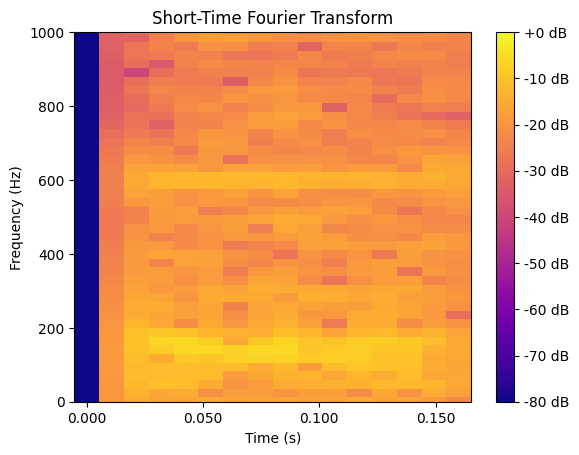 Short-Time Fourier Transform
Frequency (Hz)
1000
800
600
400
200
0
0.000
0.050
0.100
0.150
Time (s)
+0 dB
-10 dB
-20 dB
-30 dB
-40 dB
-50 dB
-60 dB
-70 dB
-80 dB